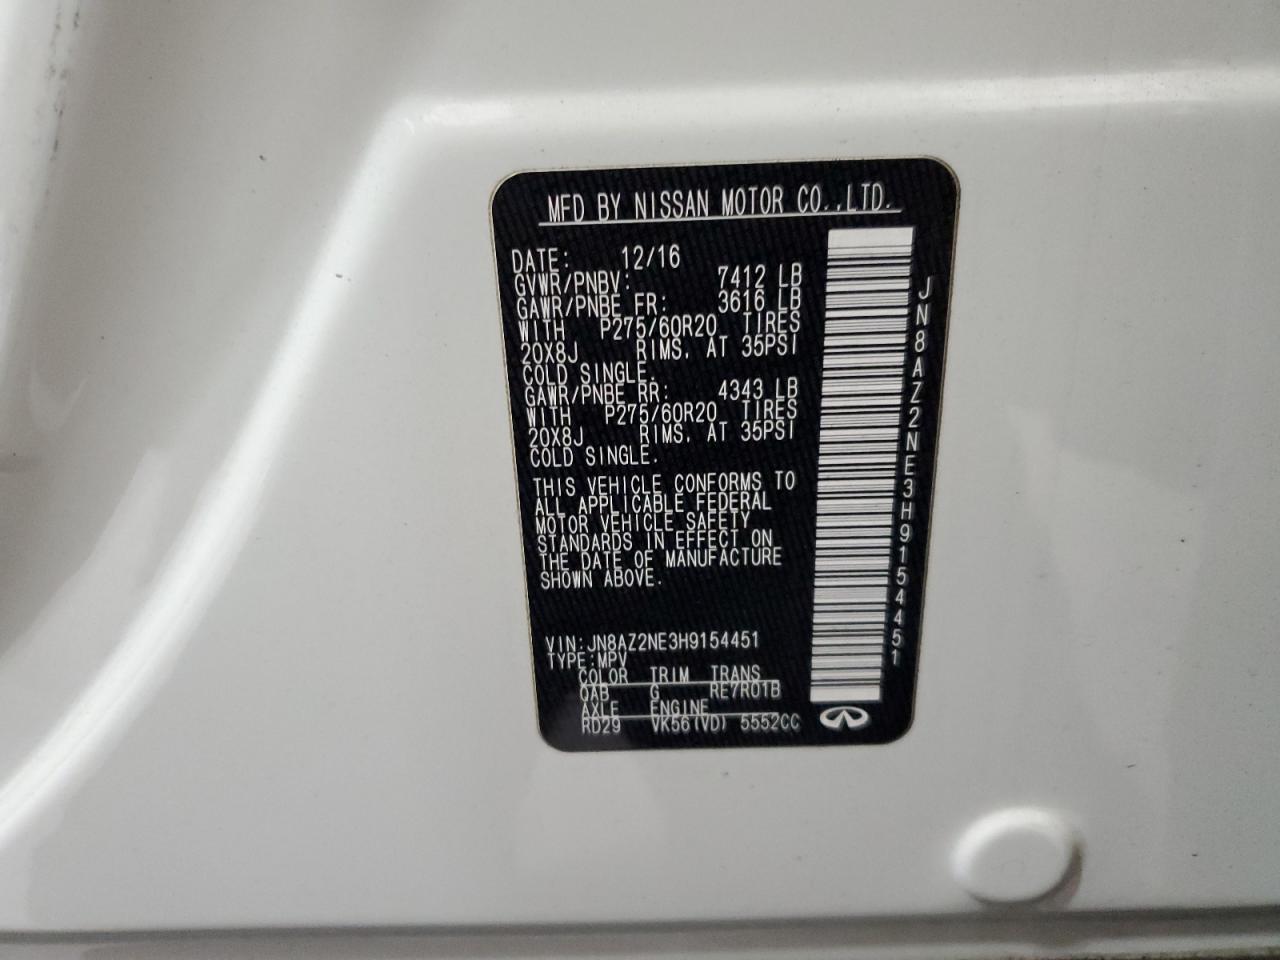 MFD BY NISSAN MOTOR CO.,LTD.
DATE: 12/16
GVWR/PNBV: 7412 LB
GAWR/PNBE FR: 3616 LB
WITH P275/60R20 TIRES
20X8J RIMS. AT 35PSI
COLD SINGLE.
GAWR/PNBE RR: 4343 LB
WITH P275/60R20 TIRES
20X8J RIMS. AT 35PSI
COLD SINGLE.
THIS VEHICLE CONFORMS TO
ALL APPLICABLE FEDERAL
MOTOR VEHICLE SAFETY
STANDARDS IN EFFECT ON
THE DATE OF MANUFACTURE
SHOWN ABOVE.
VIN:JN8AZ2NE3H9154451
TYPE:MPV
COLOR TRIM TRANS
QAB G RE7R01B
AXLE ENGINE
RD29 VK56(VD) 5552CC
JN8AZ2NE3H9154451